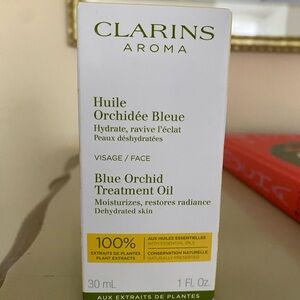 CLARINS
AROMA
Huile
Orchidée Bleue
Hydrate, ravive l'éclat
Peaux déshydratées
VISAGE / FACE
Blue Orchid
Treatment Oil
Moisturizes, restores radiance
Dehydrated skin
100%
EXTRAITS DE PLANTES
PLANT EXTRACTS
AUX HUILES ESSENTIELLES
WITH ESSENTIAL OILS
CONSERVATION NATURELLE
NATURALLY PRESERVED
30 mL 1 Fl. Oz.
AUX EXTRAITS DE PLANTES